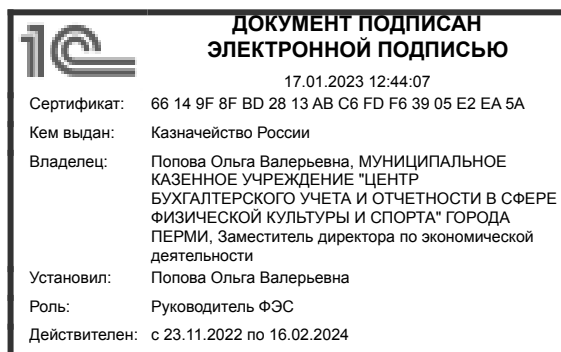 1С
ДОКУМЕНТ ПОДПИСАН
ЭЛЕКТРОННОЙ ПОДПИСЬЮ
17.01.2023 12:44:07
Сертификат: 66 14 9F 8F BD 28 13 AB C6 FD F6 39 05 E2 EA 5A
Кем выдан: Казначейство России
Владелец: Попова Ольга Валерьевна, МУНИЦИПАЛЬНОЕ
КАЗЕННОЕ УЧРЕЖДЕНИЕ "ЦЕНТР
БУХГАЛТЕРСКОГО УЧЕТА И ОТЧЕТНОСТИ В СФЕРЕ
ФИЗИЧЕСКОЙ КУЛЬТУРЫ И СПОРТА" ГОРОДА
ПЕРМИ, Заместитель директора по экономической
деятельности
Установил: Попова Ольга Валерьевна
Роль: Руководитель ФЭС
Действителен: с 23.11.2022 по 16.02.2024